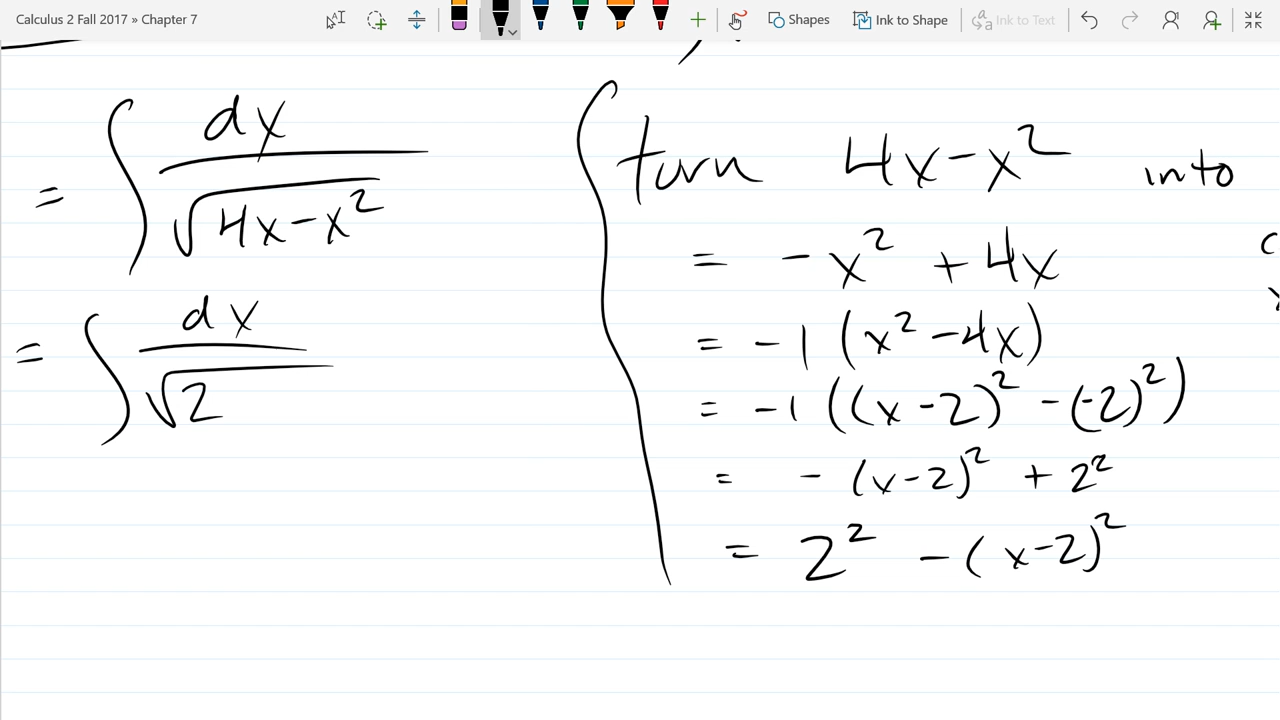 Calculus 2 Fall 2017 » Chapter 7
Shapes
Ink to Shape
Ink to Text
= ∫ dx / √(4x-x²)
= ∫ dx / √2
turn 4x-x² into
= -x² + 4x
= -1 (x² -4x)
= -1 ((x-2)² -(-2)²)
= -(x-2)² + 2²
= 2² -(x-2)²